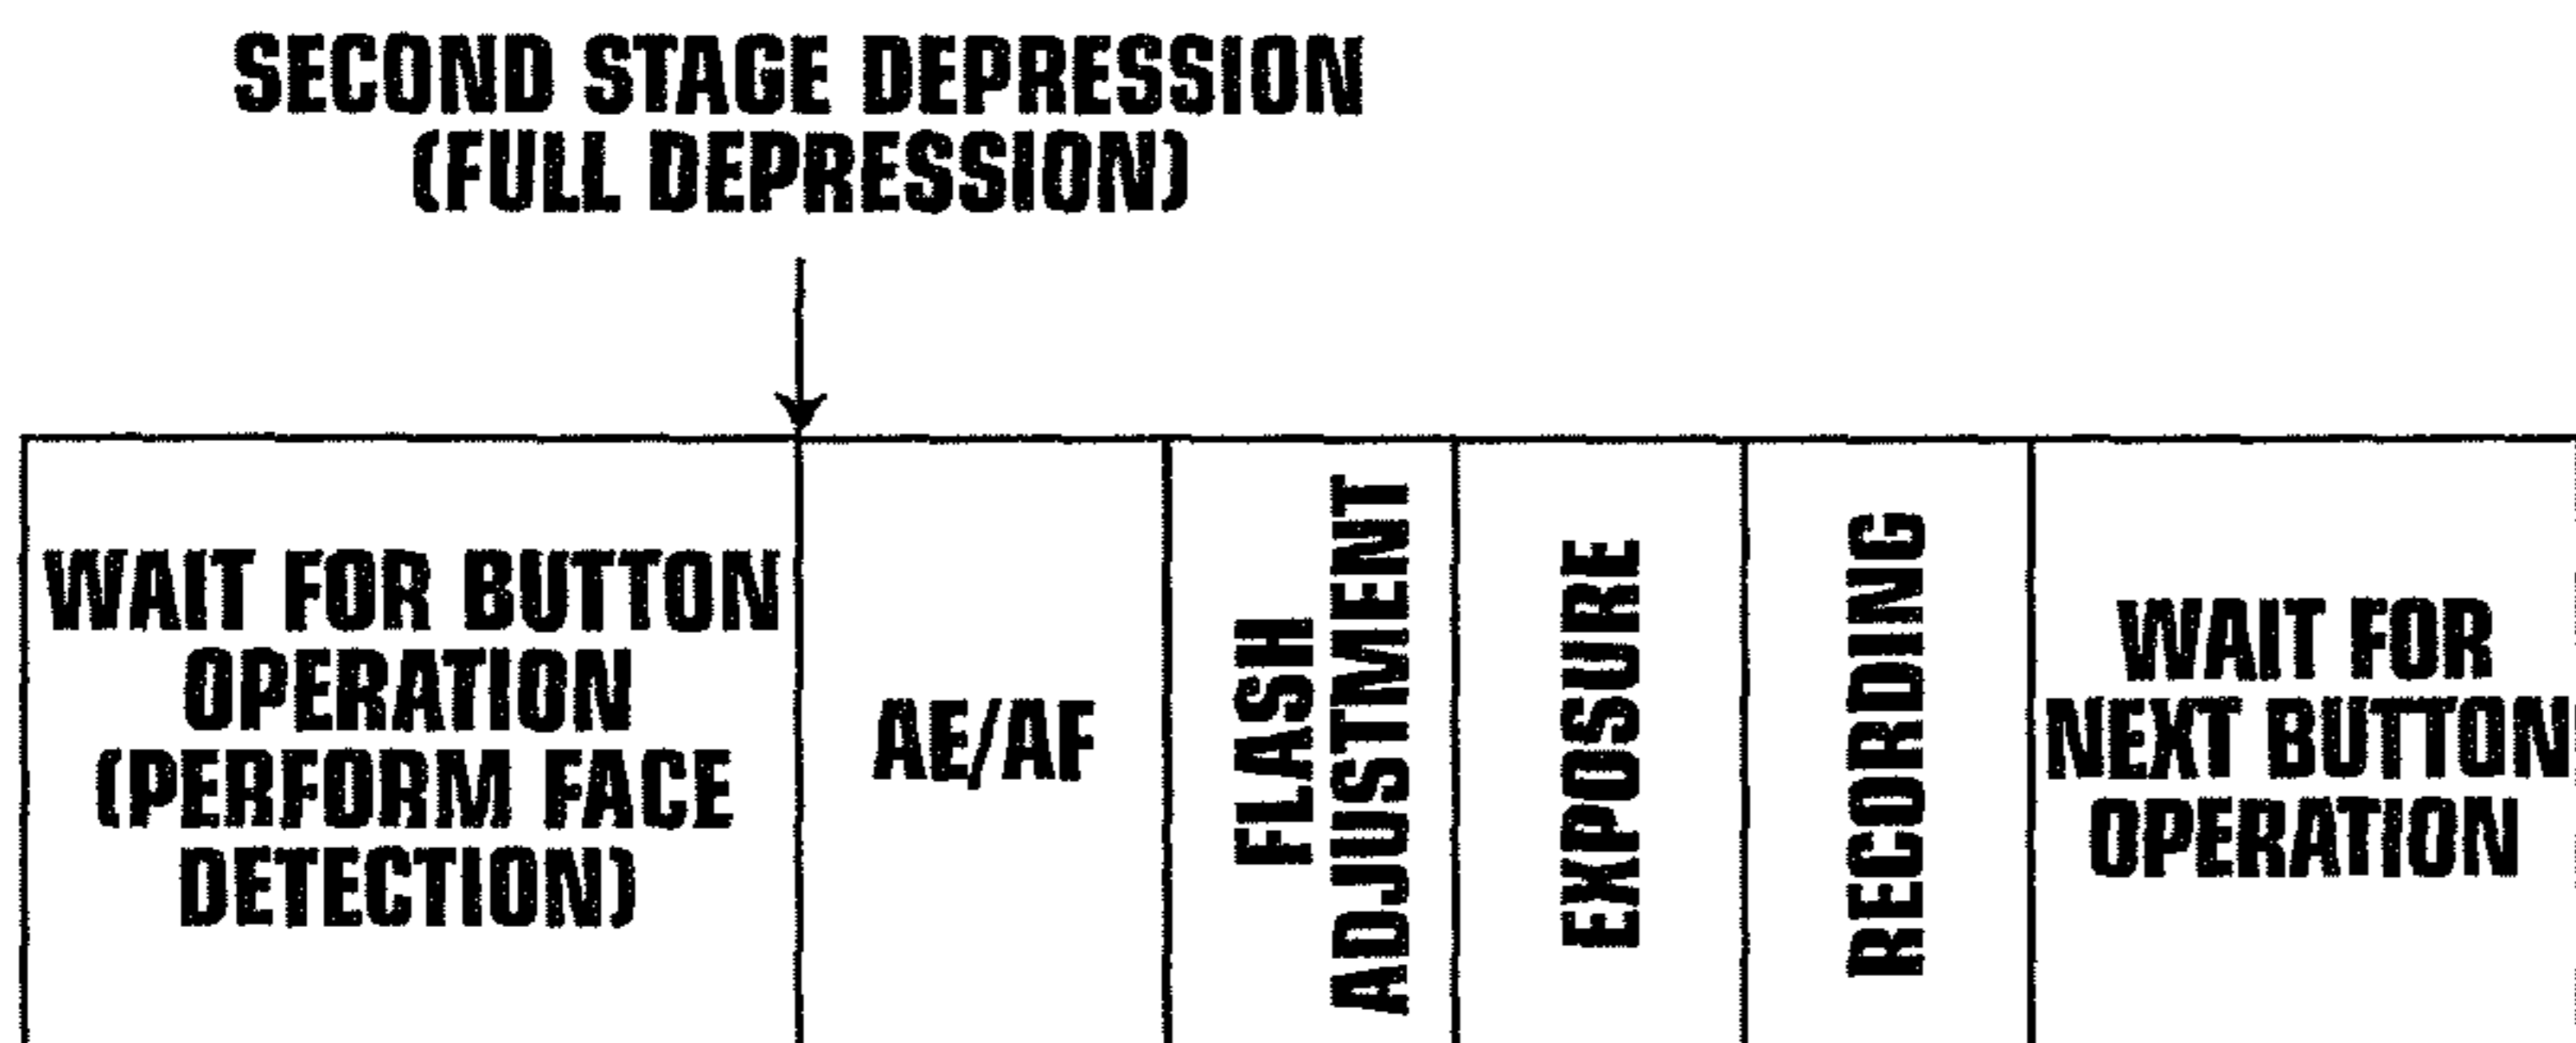 SECOND STAGE DEPRESSION
(FULL DEPRESSION)
WAIT FOR BUTTON
OPERATION
(PERFORM FACE
DETECTION)
AE/AF
FLASH
ADJUSTMENT
EXPOSURE
RECORDING
WAIT FOR
NEXT BUTTON
OPERATION